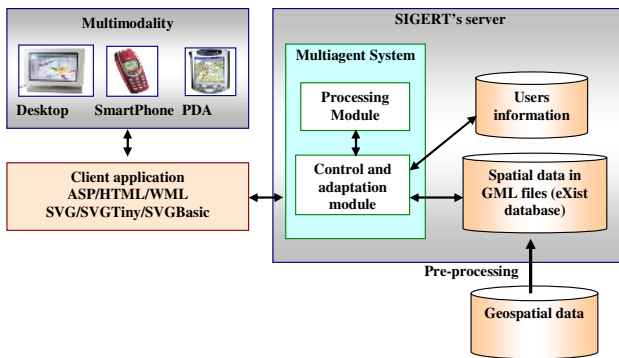 Multimodality
Desktop SmartPhone PDA
Client application
ASP/HTML/WML
SVG/SVGTiny/SVGBasic
SIGERT's server
Multiagent System
Processing
Module
Control and
adaptation
module
Users
information
Spatial data in
GML files (eXist
database)
Pre-processing
Geospatial data